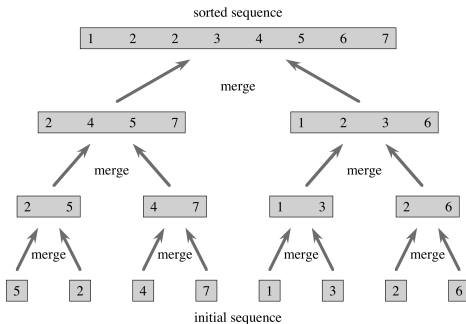 sorted sequence
1 2 2 3 4 5 6 7
merge
2 4 5 7 1 2 3 6
merge merge
2 5 4 7 1 3 2 6
merge merge merge merge
5 2 4 7 1 3 2 6
initial sequence